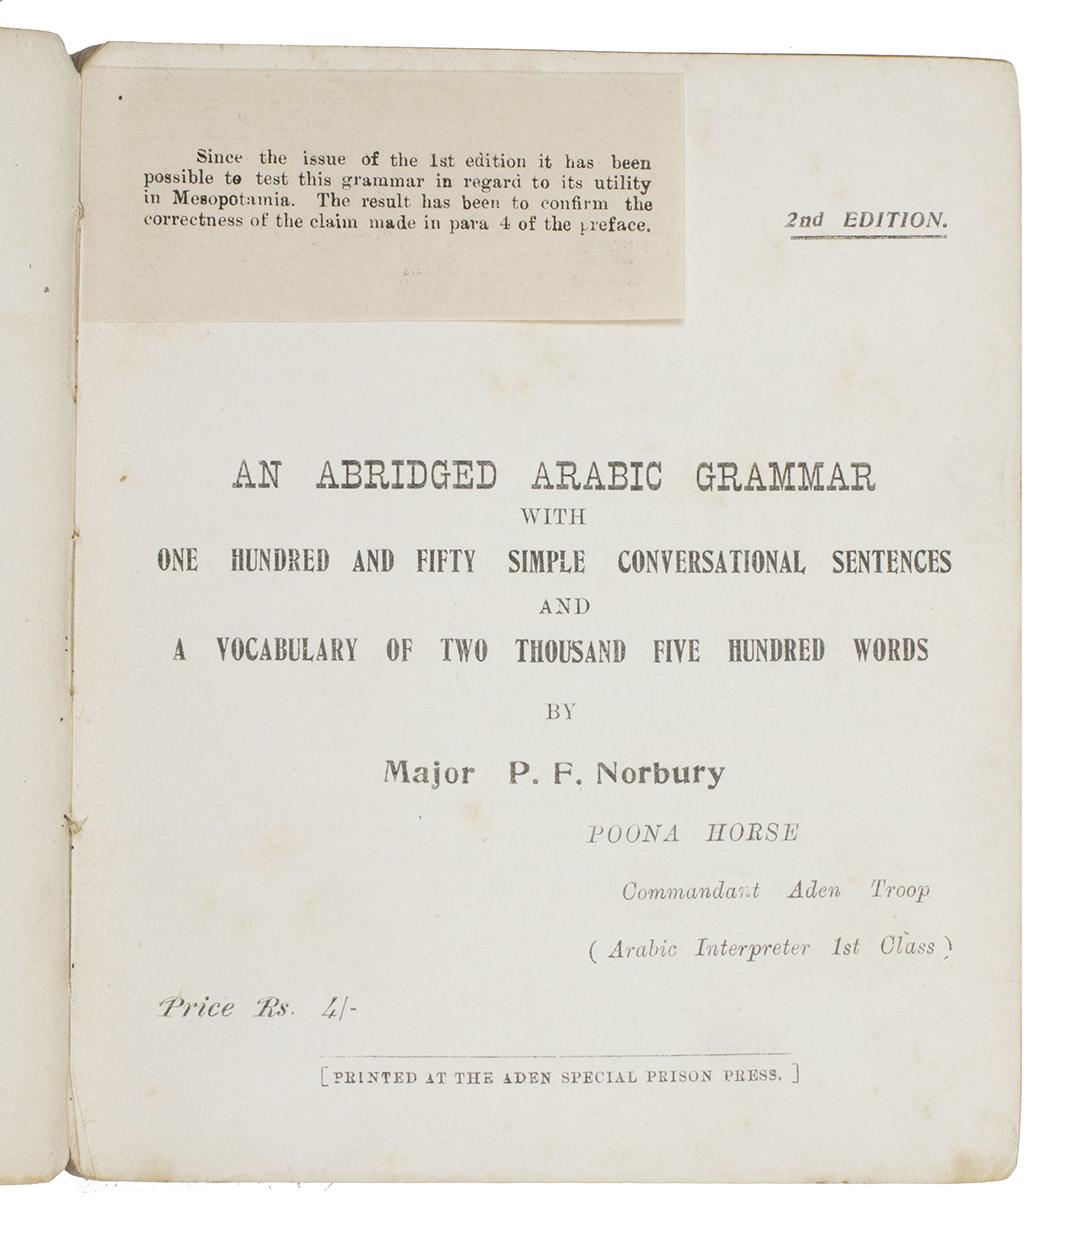 Since the issue of the 1st edition it has been
possible to test this grammar in regard to its utility
in Mesopotamia. The result has been to confirm the
correctness of the claim made in para 4 of the preface.
2nd EDITION.
AN ABRIDGED ARABIC GRAMMAR
WITH
ONE HUNDRED AND FIFTY SIMPLE CONVERSATIONAL SENTENCES
AND
A VOCABULARY OF TWO THOUSAND FIVE HUNDRED WORDS
BY
Major P. F. Norbury
POONA HORSE
Commandant Aden Troop
( Arabic Interpreter 1st Class )
Price Rs. 4/-
[ PRINTED AT THE ADEN SPECIAL PRISON PRESS. ]